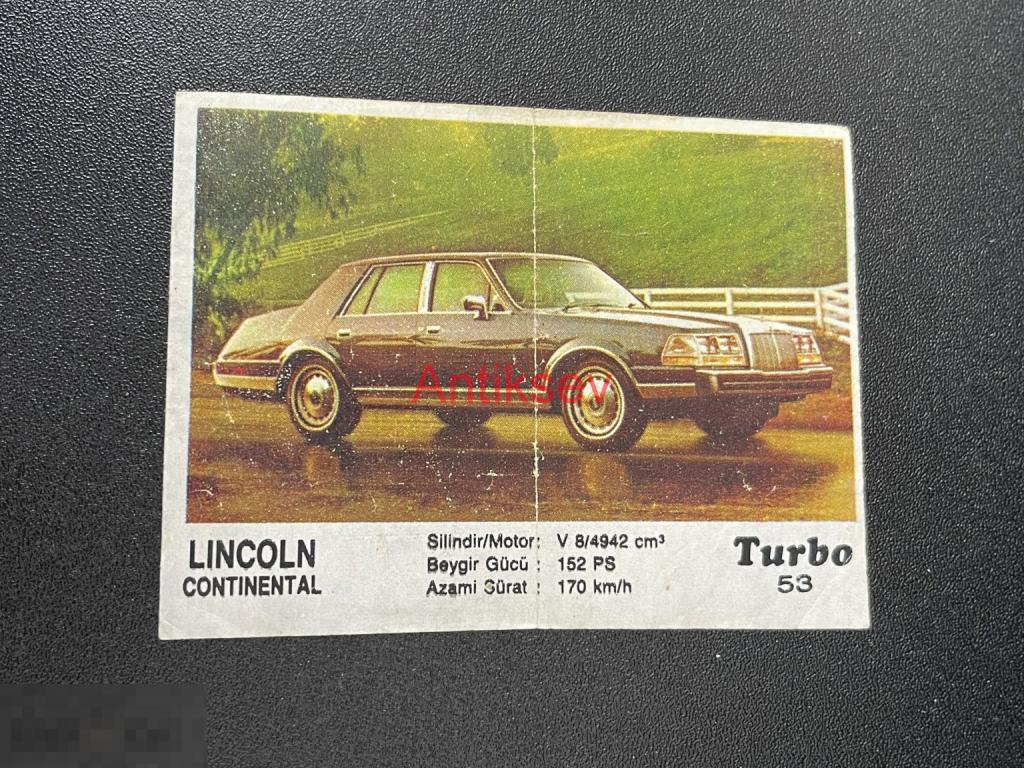 Antiksev
LINCOLN
CONTINENTAL
Silindir/Motor: V 8/4942 cm³
Beygir Gücü : 152 PS
Azami Sürat : 170 km/h
Turbo
53